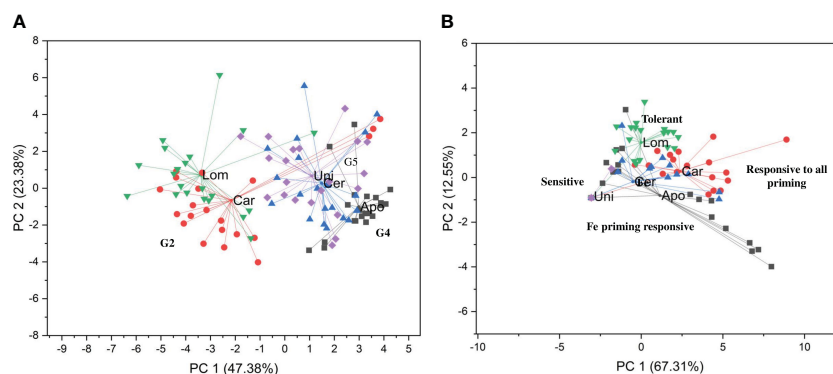 A
8
6
4
2
0
-2
-4
-6
-8
PC 2 (23.38%)
-9 -8 -7 -6 -5 -4 -3 -2 -1 0 1 2 3 4 5
PC 1 (47.38%)
Lom
Car
Uni
Cer
Apo
G5
G4
G2
B
6
4
2
0
-2
-4
-6
-8
PC 2 (12.55%)
-10 -5 0 5 10
PC 1 (67.31%)
Tolerant
Lom
Car
Cer
Apo
Uni
Sensitive
Responsive to all
priming
Fe priming responsive